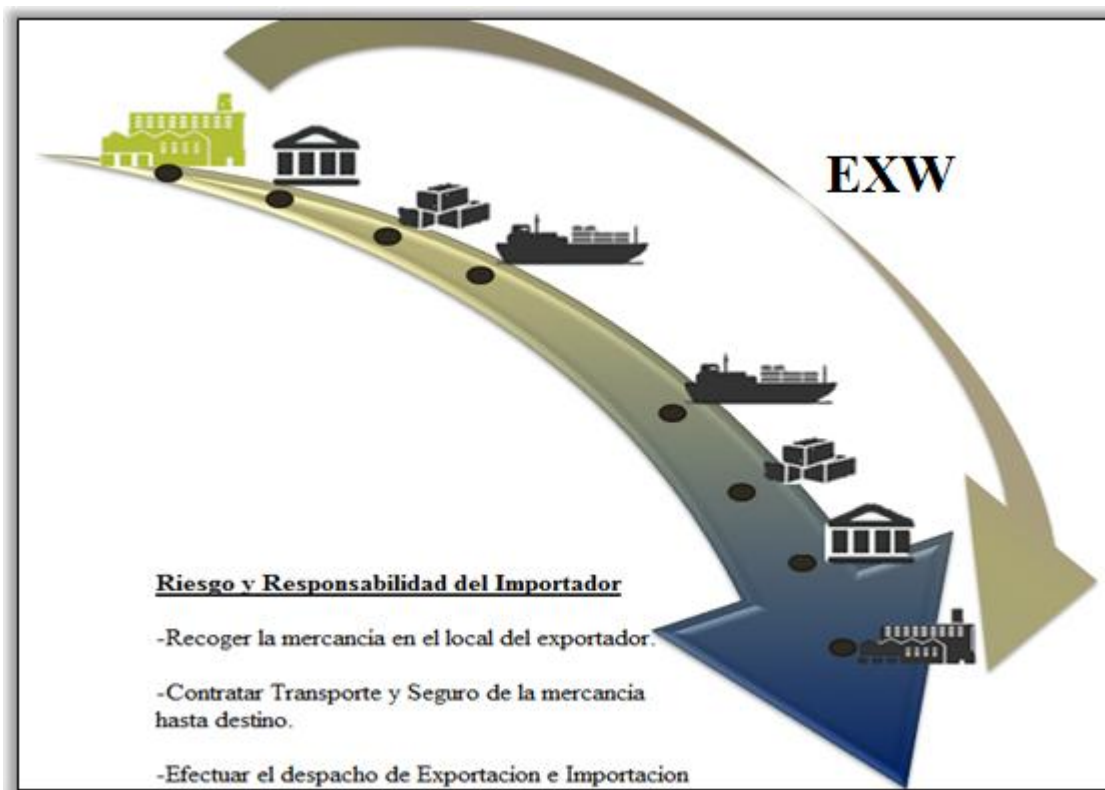 EXW
Riesgo y Responsabilidad del Importador
-Recoger la mercancia en el local del exportador.
-Contratar Transporte y Seguro de la mercancia
hasta destino.
-Efectuar el despacho de Exportacion e Importacion